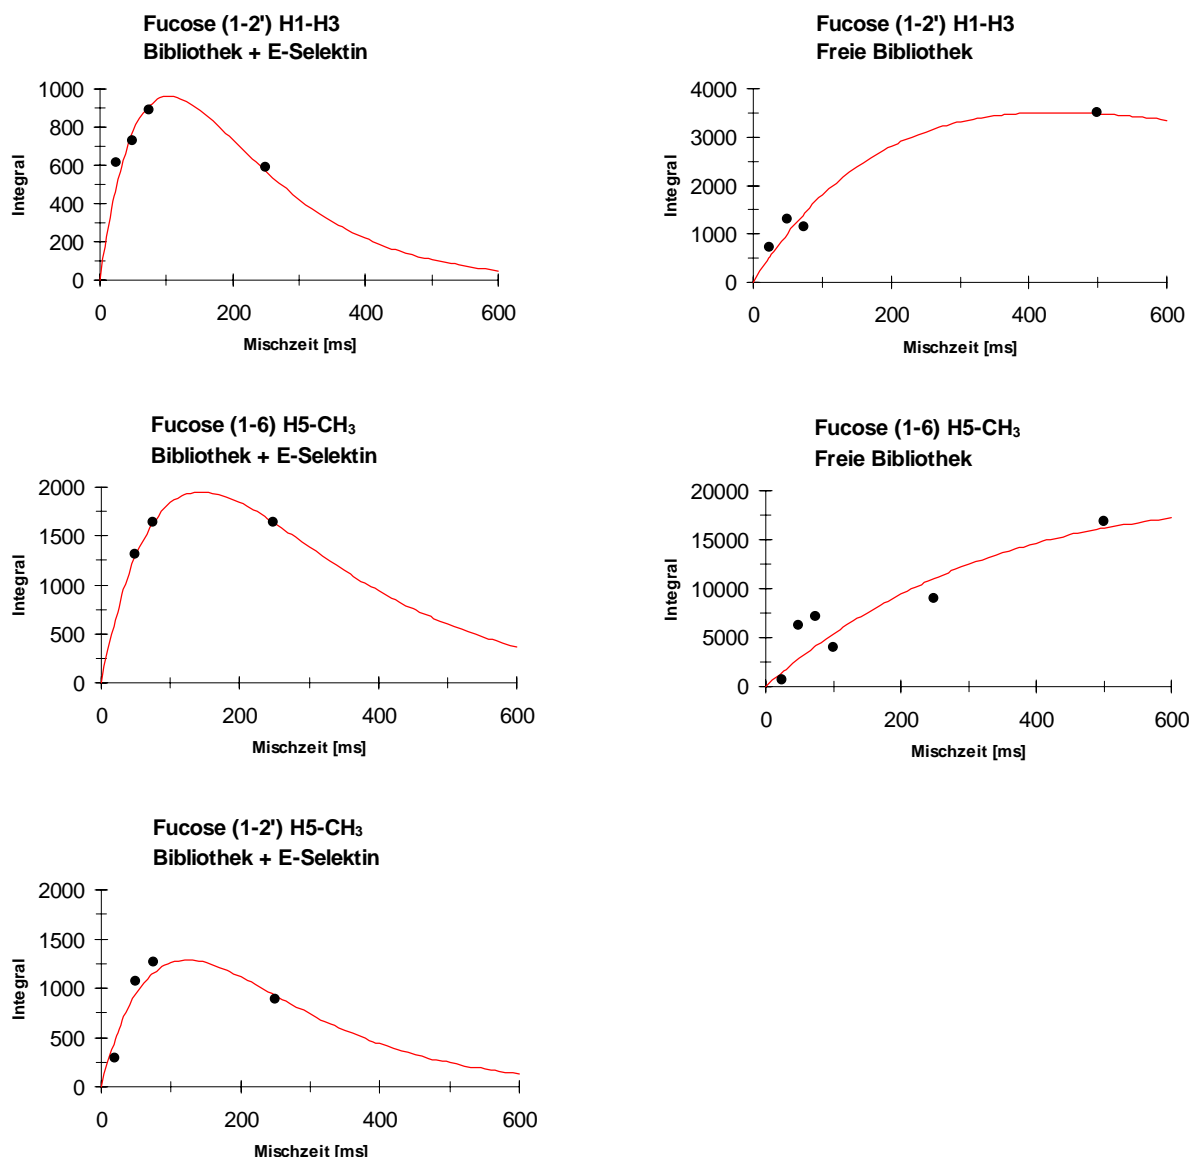 Fucose (1-2') H1-H3
Bibliothek + E-Selektin
1000
800
600
400
200
0
Integral
0 200 400 600
Mischzeit [ms]
Fucose (1-2') H1-H3
Freie Bibliothek
4000
3000
2000
1000
0
Integral
0 200 400 600
Mischzeit [ms]
Fucose (1-6) H5-CH₃
Bibliothek + E-Selektin
2000
1500
1000
500
0
Integral
0 200 400 600
Mischzeit [ms]
Fucose (1-6) H5-CH₃
Freie Bibliothek
20000
15000
10000
5000
0
Integral
0 200 400 600
Mischzeit [ms]
Fucose (1-2') H5-CH₃
Bibliothek + E-Selektin
2000
1500
1000
500
0
Integral
0 200 400 600
Mischzeit [ms]